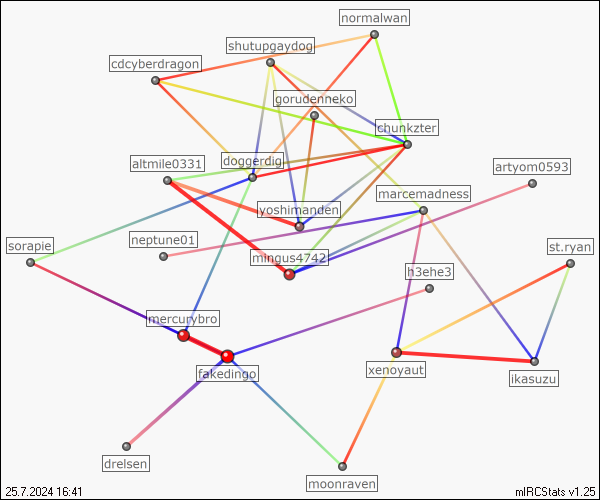 normalwan
shutupgaydog
cdcyberdragon
gorudenneko
chunkzter
altmile0331
doggerdig
artyom0593
marcemadness
yoshimanden
neptune01
sorapie
st.ryan
mingus4742
h3ehe3
mercurybro
xenoyaut
fakedingo
ikasuzu
drelsen
moonraven
25.7.2024 16:41
mIRCStats v1.25